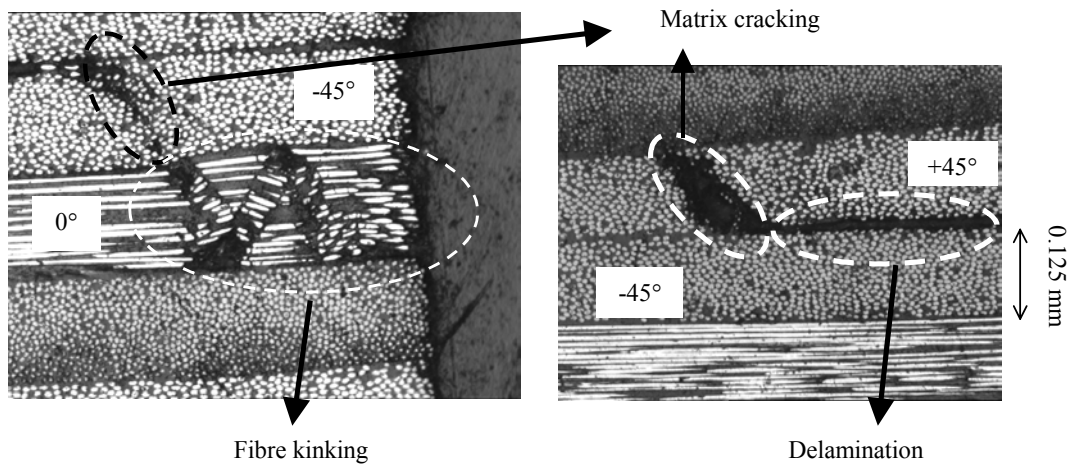 Matrix cracking
-45°
0°
+45°
-45°
0.125 mm
Fibre kinking
Delamination